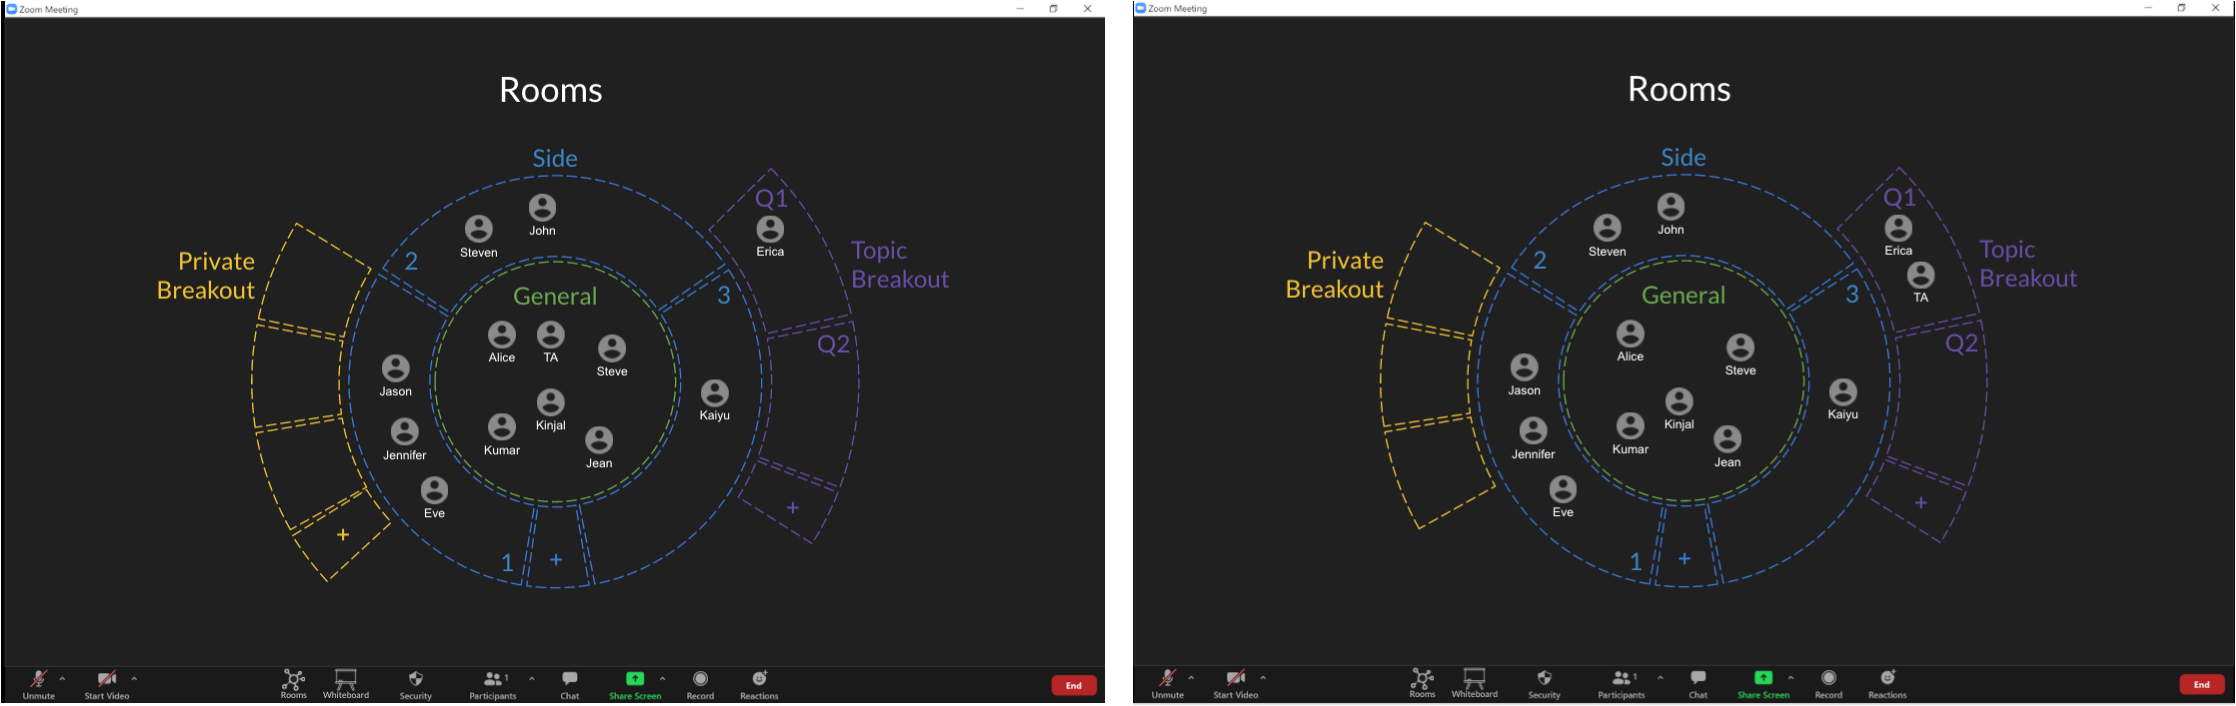 Zoom Meeting
Rooms
Side
Q1
John
Steven
Erica
Private
Breakout
2
Topic
Breakout
3
General
Q2
Alice
TA
Steve
Jason
Kaiyu
Kinjal
Jennifer
Kumar
Jean
Eve
+
+
1
+
Unmute
Start Video
Rooms
Whiteboard
Security
1
Participants
Chat
Share Screen
Record
Reactions
End
Zoom Meeting
Rooms
Side
Q1
John
Steven
Erica
Private
Breakout
2
Topic
Breakout
TA
3
General
Q2
Alice
Steve
Jason
Kaiyu
Kinjal
Jennifer
Kumar
Jean
Eve
+
1
+
Unmute
Start Video
Rooms
Whiteboard
Security
1
Participants
Chat
Share Screen
Record
Reactions
End